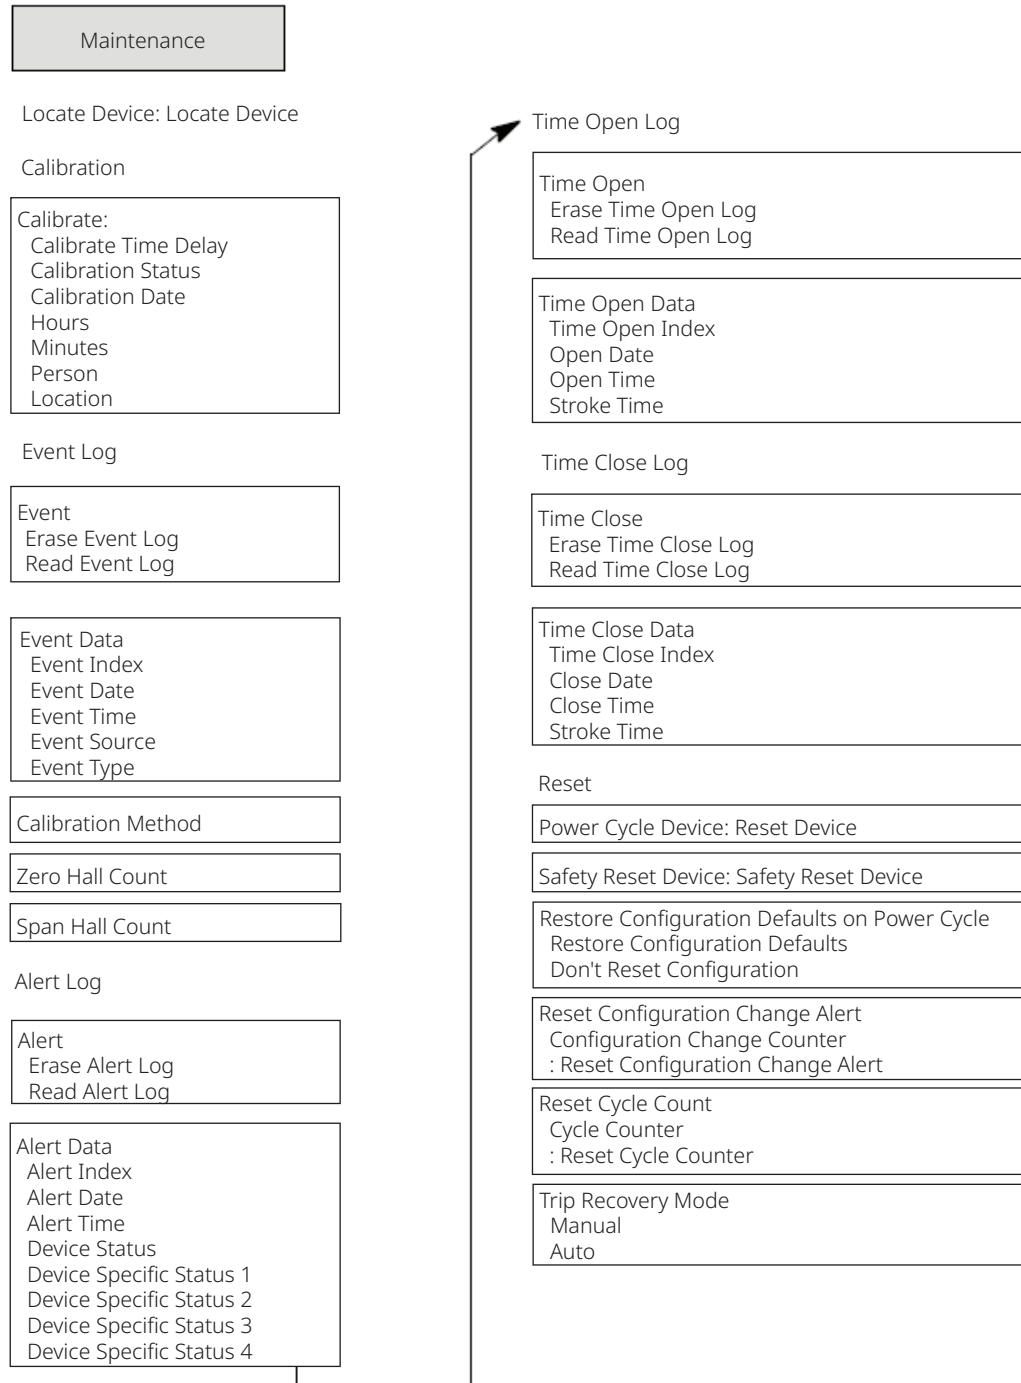 Maintenance
Locate Device: Locate Device
Calibration
Calibrate:
Calibrate Time Delay
Calibration Status
Calibration Date
Hours
Minutes
Person
Location
Event Log
Event
Erase Event Log
Read Event Log
Event Data
Event Index
Event Date
Event Time
Event Source
Event Type
Calibration Method
Zero Hall Count
Span Hall Count
Alert Log
Alert
Erase Alert Log
Read Alert Log
Alert Data
Alert Index
Alert Date
Alert Time
Device Status
Device Specific Status 1
Device Specific Status 2
Device Specific Status 3
Device Specific Status 4
Time Open Log
Time Open
Erase Time Open Log
Read Time Open Log
Time Open Data
Time Open Index
Open Date
Open Time
Stroke Time
Time Close Log
Time Close
Erase Time Close Log
Read Time Close Log
Time Close Data
Time Close Index
Close Date
Close Time
Stroke Time
Reset
Power Cycle Device: Reset Device
Safety Reset Device: Safety Reset Device
Restore Configuration Defaults on Power Cycle
Restore Configuration Defaults
Don't Reset Configuration
Reset Configuration Change Alert
Configuration Change Counter
: Reset Configuration Change Alert
Reset Cycle Count
Cycle Counter
: Reset Cycle Counter
Trip Recovery Mode
Manual
Auto